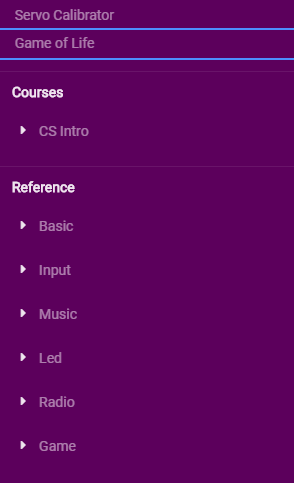 Servo Calibrator
Game of Life
Courses
CS Intro
Reference
Basic
Input
Music
Led
Radio
Game